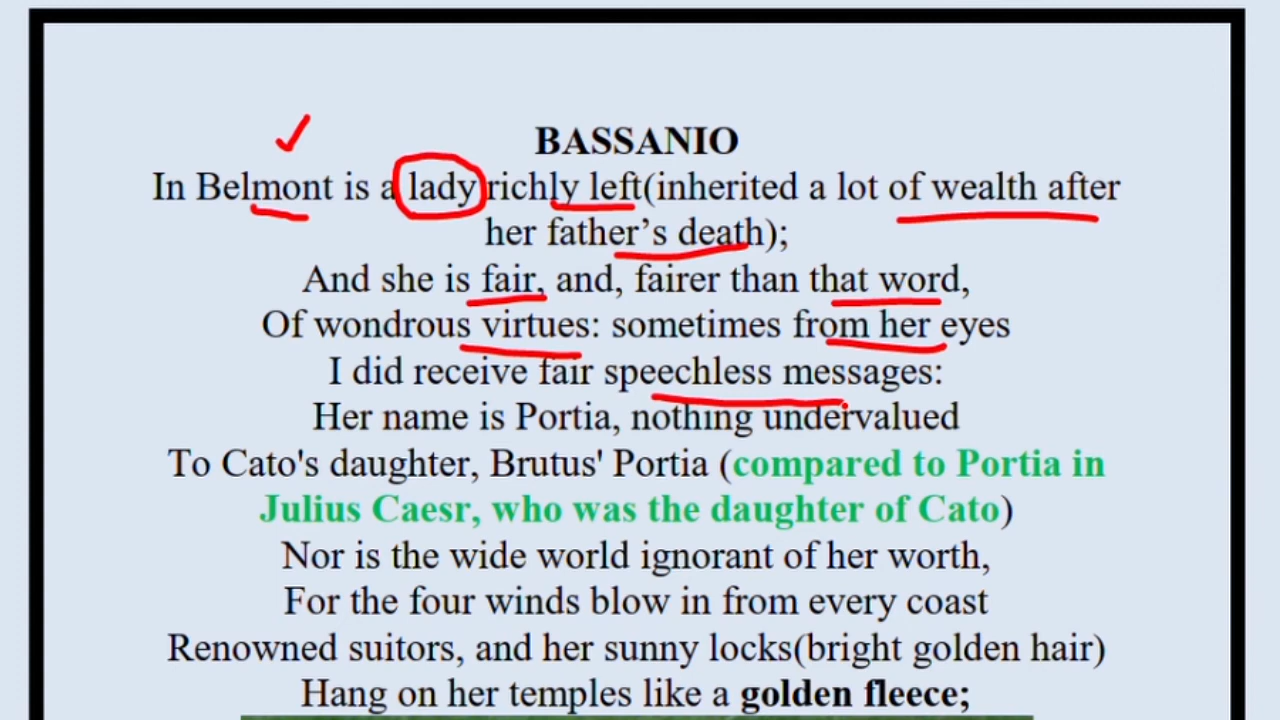 BASSANIO
In Belmont is a lady richly left(inherited a lot of wealth after
her father’s death);
And she is fair, and, fairer than that word,
Of wondrous virtues: sometimes from her eyes
I did receive fair speechless messages:
Her name is Portia, nothing undervalued
To Cato's daughter, Brutus' Portia (compared to Portia in
Julius Caesr, who was the daughter of Cato)
Nor is the wide world ignorant of her worth,
For the four winds blow in from every coast
Renowned suitors, and her sunny locks(bright golden hair)
Hang on her temples like a golden fleece;